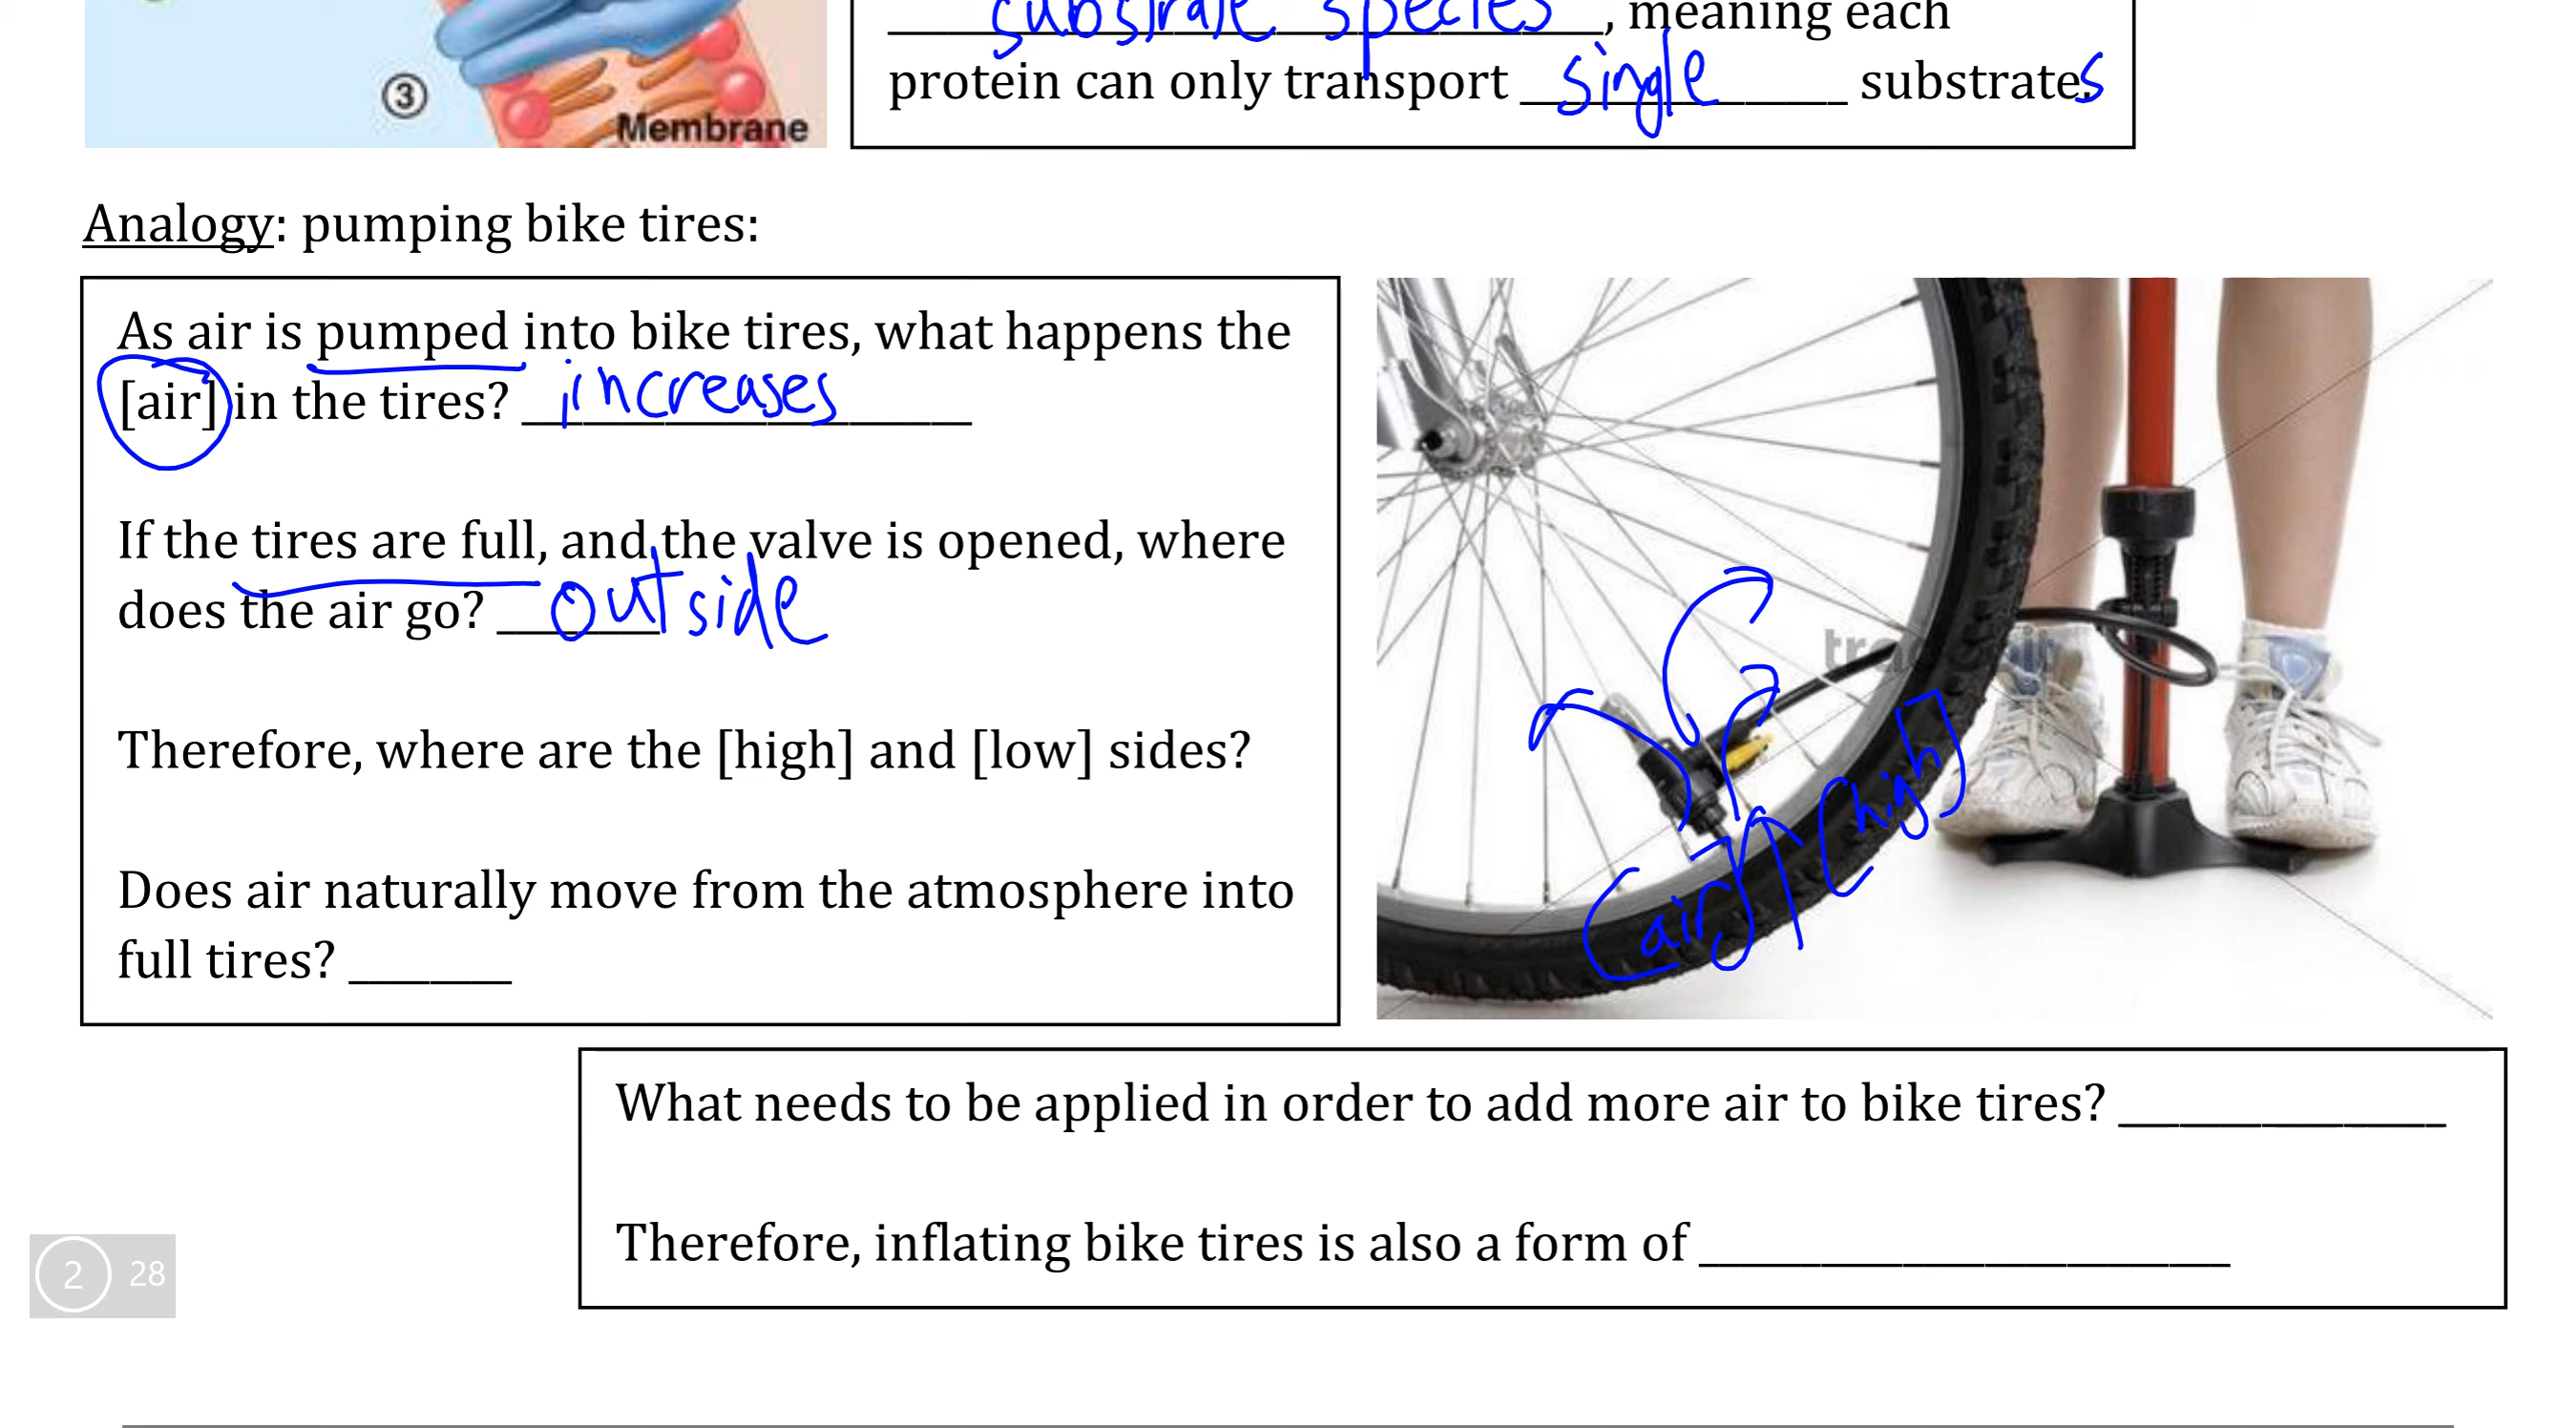 substrate species, meaning each
③
protein can only transport single substrates
Membrane
Analogy: pumping bike tires:
As air is pumped into bike tires, what happens the
[air] in the tires? increases
If the tires are full, and the valve is opened, where
does the air go? outside
Therefore, where are the [high] and [low] sides?
Does air naturally move from the atmosphere into
full tires?
[high]
[air]
What needs to be applied in order to add more air to bike tires?
Therefore, inflating bike tires is also a form of
2 28